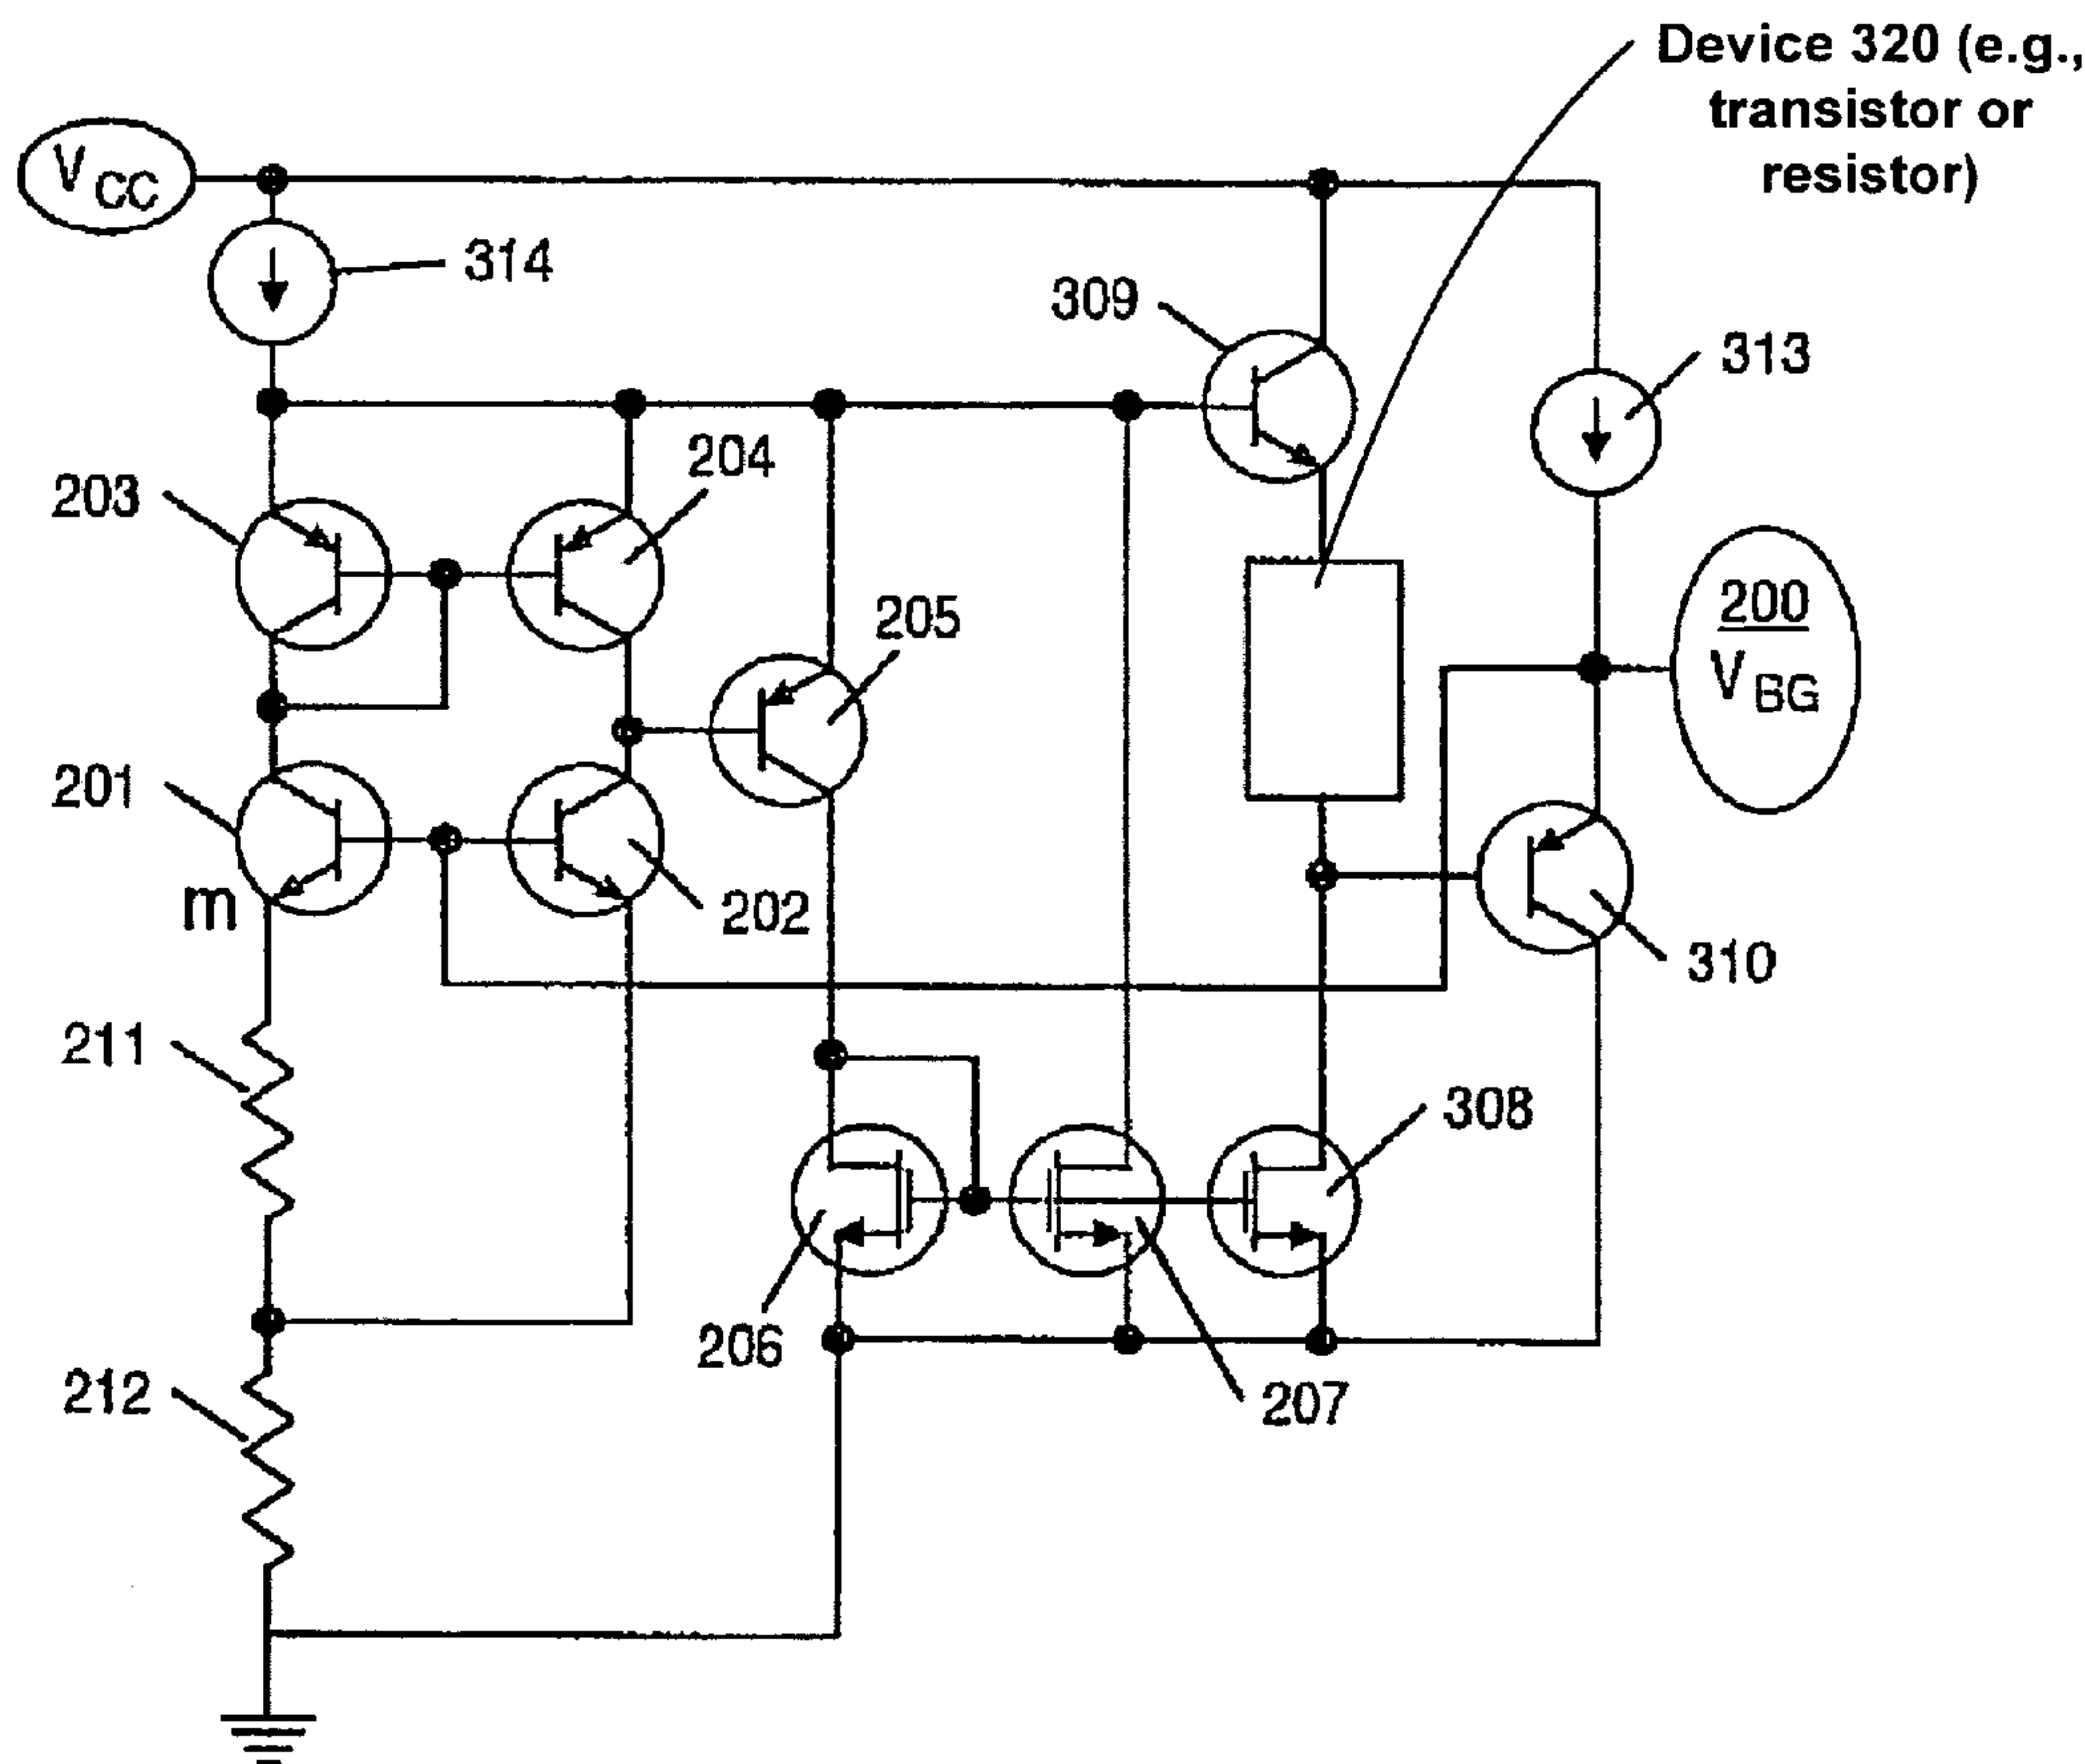 Device 320 (e.g.,
transistor or
resistor)
VCC
314
309
313
203
204
205
200
VBG
201
m
202
310
211
308
206
207
212